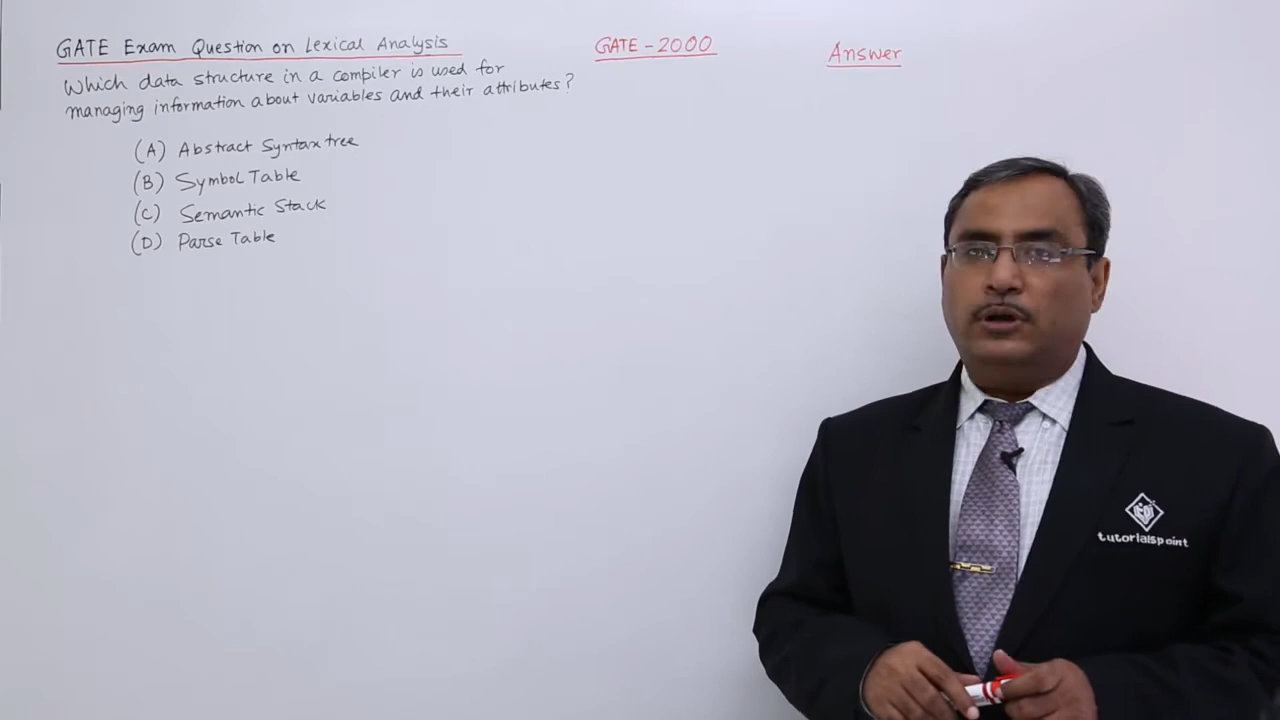 GATE Exam Question on Lexical Analysis
GATE - 2000
Answer
Which data structure in a compiler is used for
managing information about variables and their attributes?
(A) Abstract Syntax tree
(B) Symbol Table
(C) Semantic Stack
(D) Parse Table
tutorialspoint